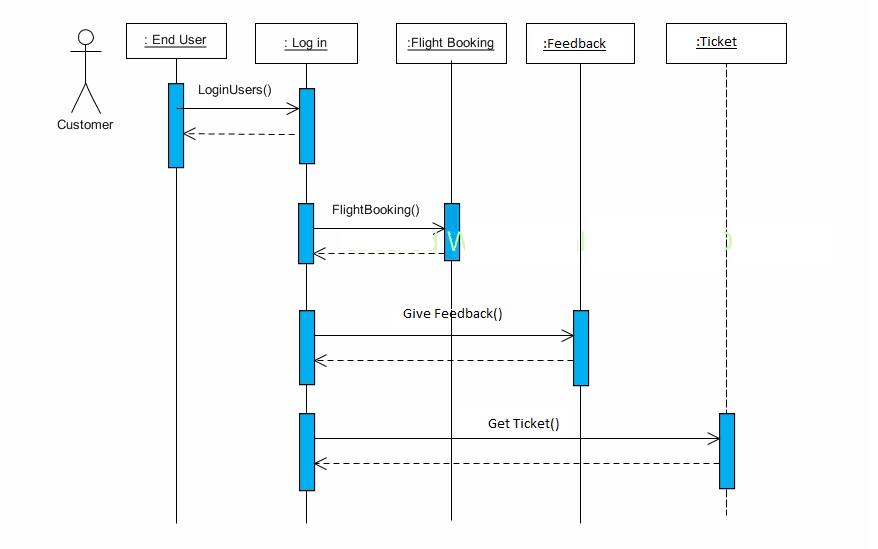 : End User
: Log in
:Flight Booking
:Feedback
:Ticket
Customer
LoginUsers()
FlightBooking()
Give Feedback()
Get Ticket()